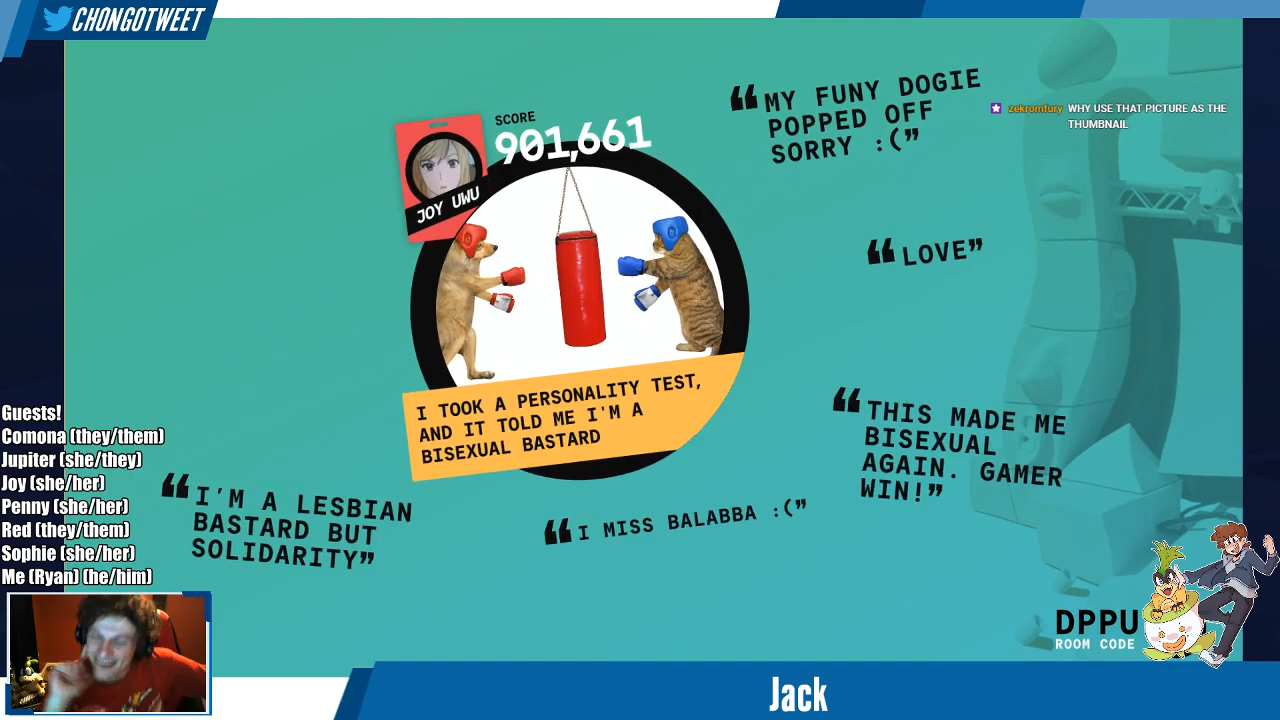 CHONGOTWEET
SCORE
901,661
JOY UWU
I TOOK A PERSONALITY TEST,
AND IT TOLD ME I'M A
BISEXUAL BASTARD
“MY FUNY DOGIE
POPPED OFF
SORRY :(”
zekromfury WHY USE THAT PICTURE AS THE
THUMBNAIL
“LOVE”
“THIS MADE ME
BISEXUAL
AGAIN. GAMER
WIN!”
“I'M A LESBIAN
BASTARD BUT
SOLIDARITY”
“I MISS BALABBA :(”
Guests!
Comona (they/them)
Jupiter (she/they)
Joy (she/her)
Penny (she/her)
Red (they/them)
Sophie (she/her)
Me (Ryan) (he/him)
DPPU
ROOM CODE
Jack